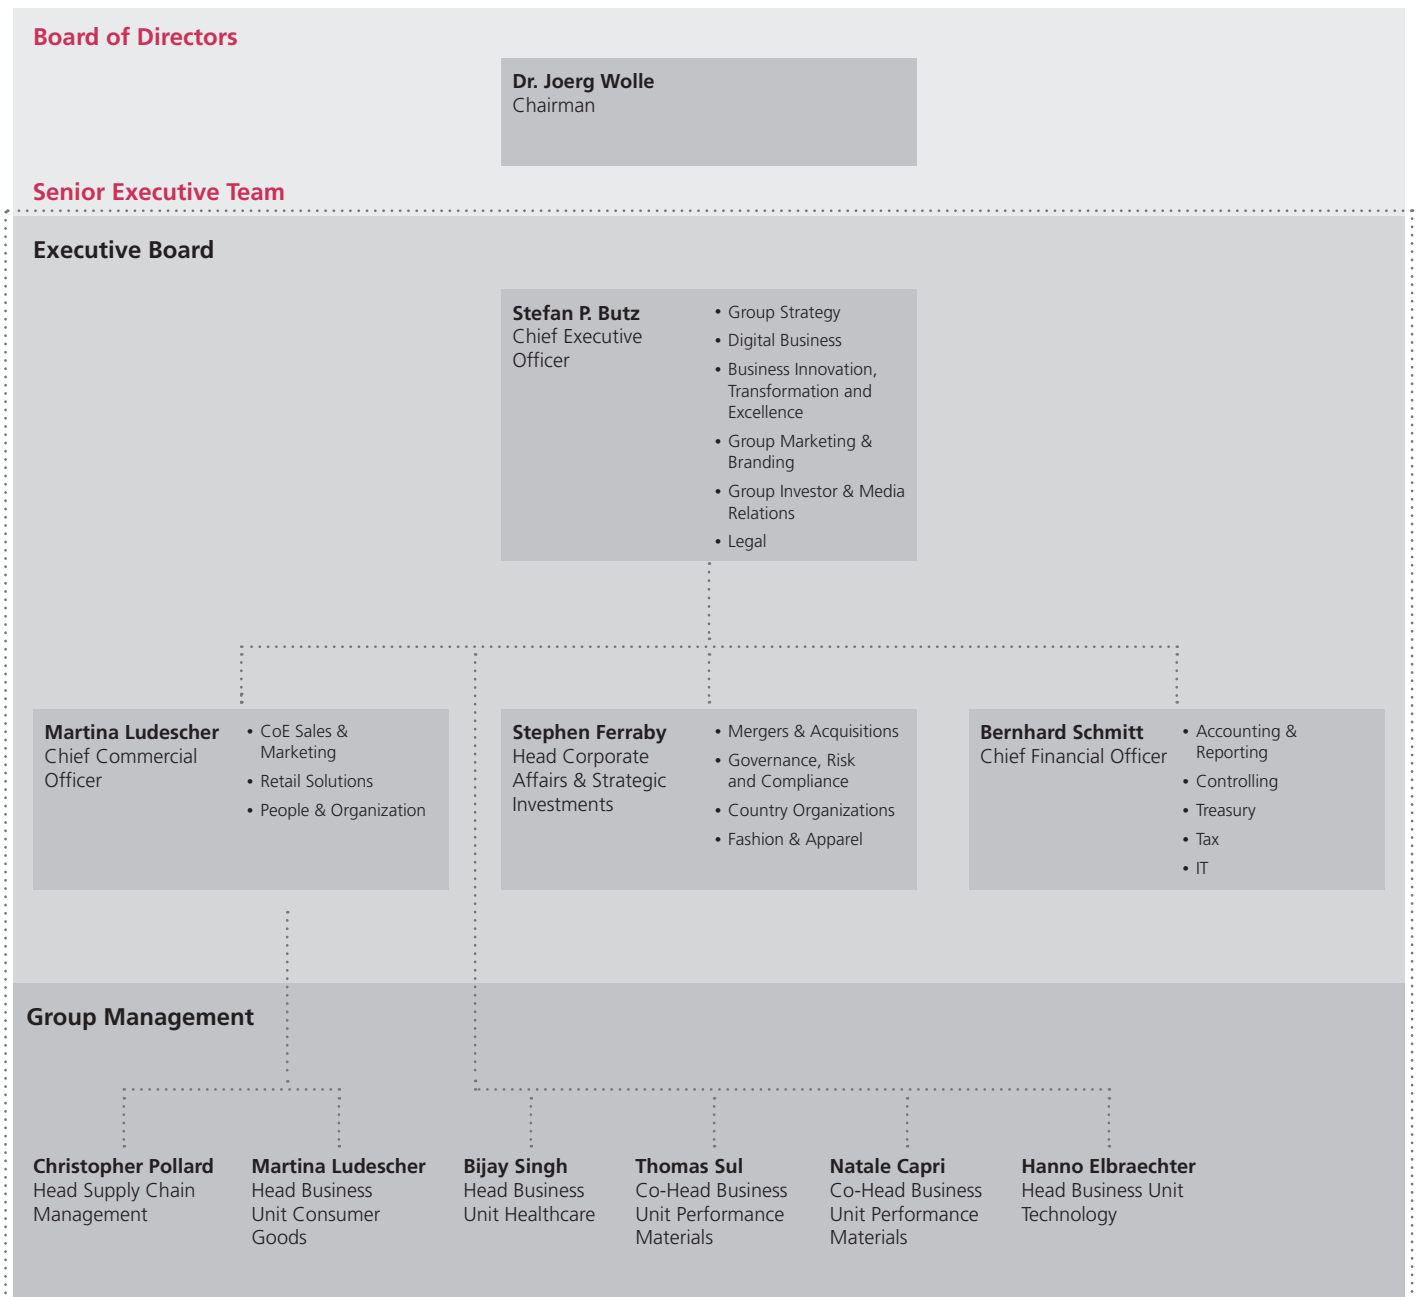 Board of Directors
Dr. Joerg Wolle
Chairman
Senior Executive Team
Executive Board
Stefan P. Butz
Chief Executive
Officer
• Group Strategy
• Digital Business
• Business Innovation,
Transformation and
Excellence
• Group Marketing &
Branding
• Group Investor & Media
Relations
• Legal
Martina Ludescher
Chief Commercial
Officer
• CoE Sales &
Marketing
• Retail Solutions
• People & Organization
Stephen Ferraby
Head Corporate
Affairs & Strategic
Investments
• Mergers & Acquisitions
• Governance, Risk
and Compliance
• Country Organizations
• Fashion & Apparel
Bernhard Schmitt
Chief Financial Officer
• Accounting &
Reporting
• Controlling
• Treasury
• Tax
• IT
Group Management
Christopher Pollard
Head Supply Chain
Management
Martina Ludescher
Head Business
Unit Consumer
Goods
Bijay Singh
Head Business
Unit Healthcare
Thomas Sul
Co-Head Business
Unit Performance
Materials
Natale Capri
Co-Head Business
Unit Performance
Materials
Hanno Elbraechter
Head Business Unit
Technology